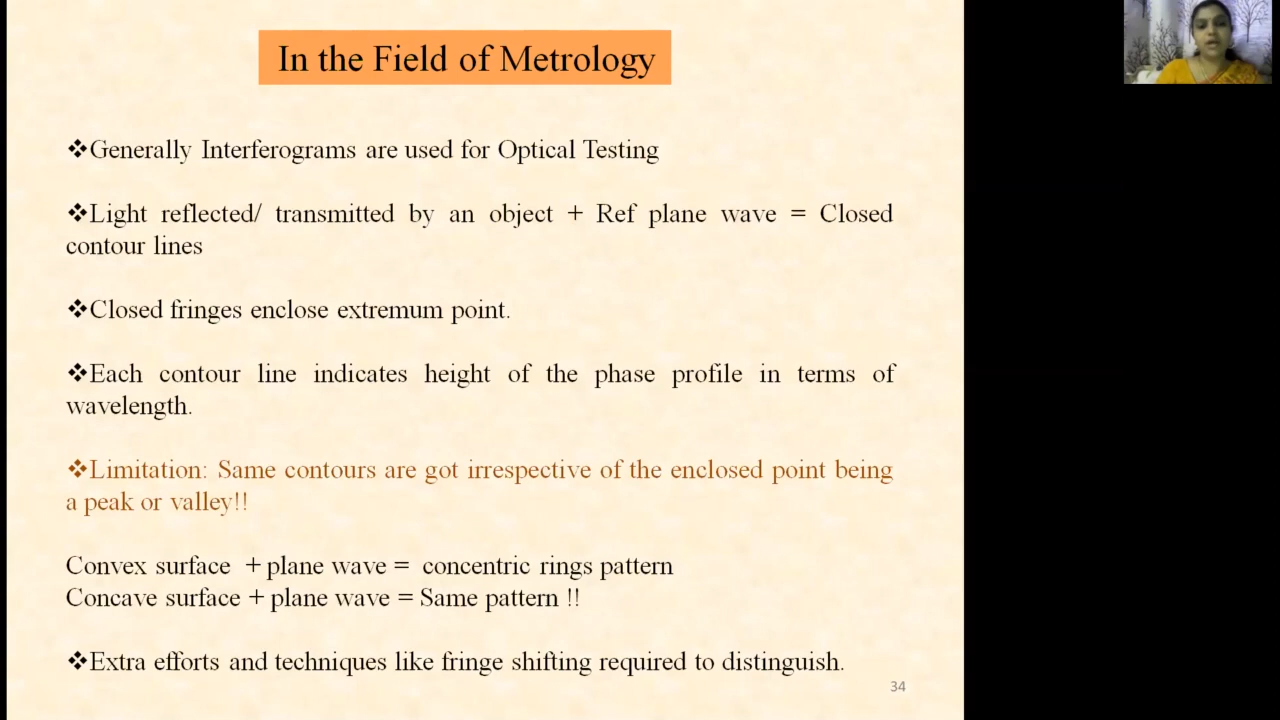 In the Field of Metrology
❖Generally Interferograms are used for Optical Testing
❖Light reflected/ transmitted by an object + Ref plane wave = Closed
contour lines
❖Closed fringes enclose extremum point.
❖Each contour line indicates height of the phase profile in terms of
wavelength.
❖Limitation: Same contours are got irrespective of the enclosed point being
a peak or valley!!
Convex surface + plane wave = concentric rings pattern
Concave surface + plane wave = Same pattern !!
❖Extra efforts and techniques like fringe shifting required to distinguish.
34